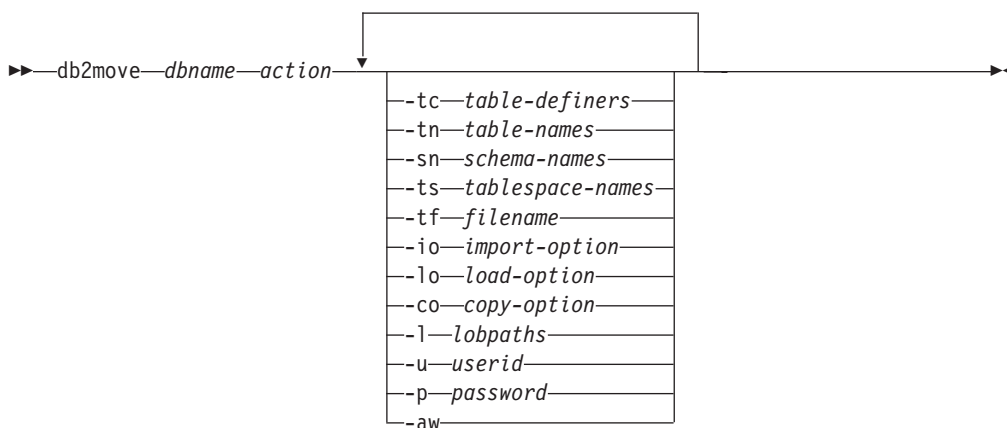 db2move dbname action
-tc table-definers
-tn table-names
-sn schema-names
-ts tablespace-names
-tf filename
-io import-option
-lo load-option
-co copy-option
-l lobpaths
-u userid
-p password
-aw